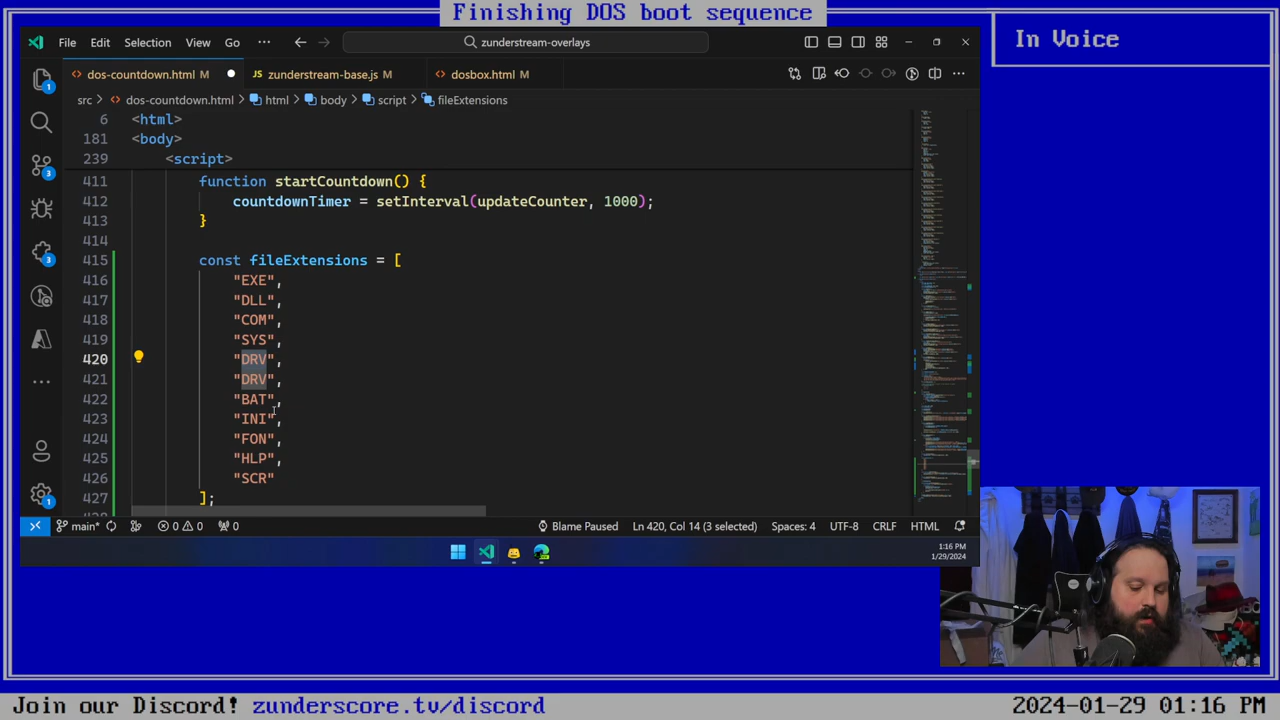 Finishing DOS boot sequence
In Voice
File Edit Selection View Go ··· zunderstream-overlays
dos-countdown.html M
zunderstream-base.js M
dosbox.html M
src > dos-countdown.html > html > body > script > fileExtensions
6 <html>
181 <body>
239 <script>
411 function startCountdown() {
412 countdownTimer = setInterval(updateCounter, 1000);
413 }
414
415 const fileExtensions = [
416 "EXE",
417 "DLL",
418 "COM",
419 "SYS",
420 "DRV",
421 "DRV",
422 "BAT",
423 "INI",
424 "FON",
425 "HLP",
426 "SCR"
427 ];
1
3
3
1
main* 0 0 0 Blame Paused Ln 420, Col 14 (3 selected) Spaces: 4 UTF-8 CRLF HTML
1:16 PM
1/29/2024
Join our Discord! zunderscore.tv/discord 2024-01-29 01:16 PM